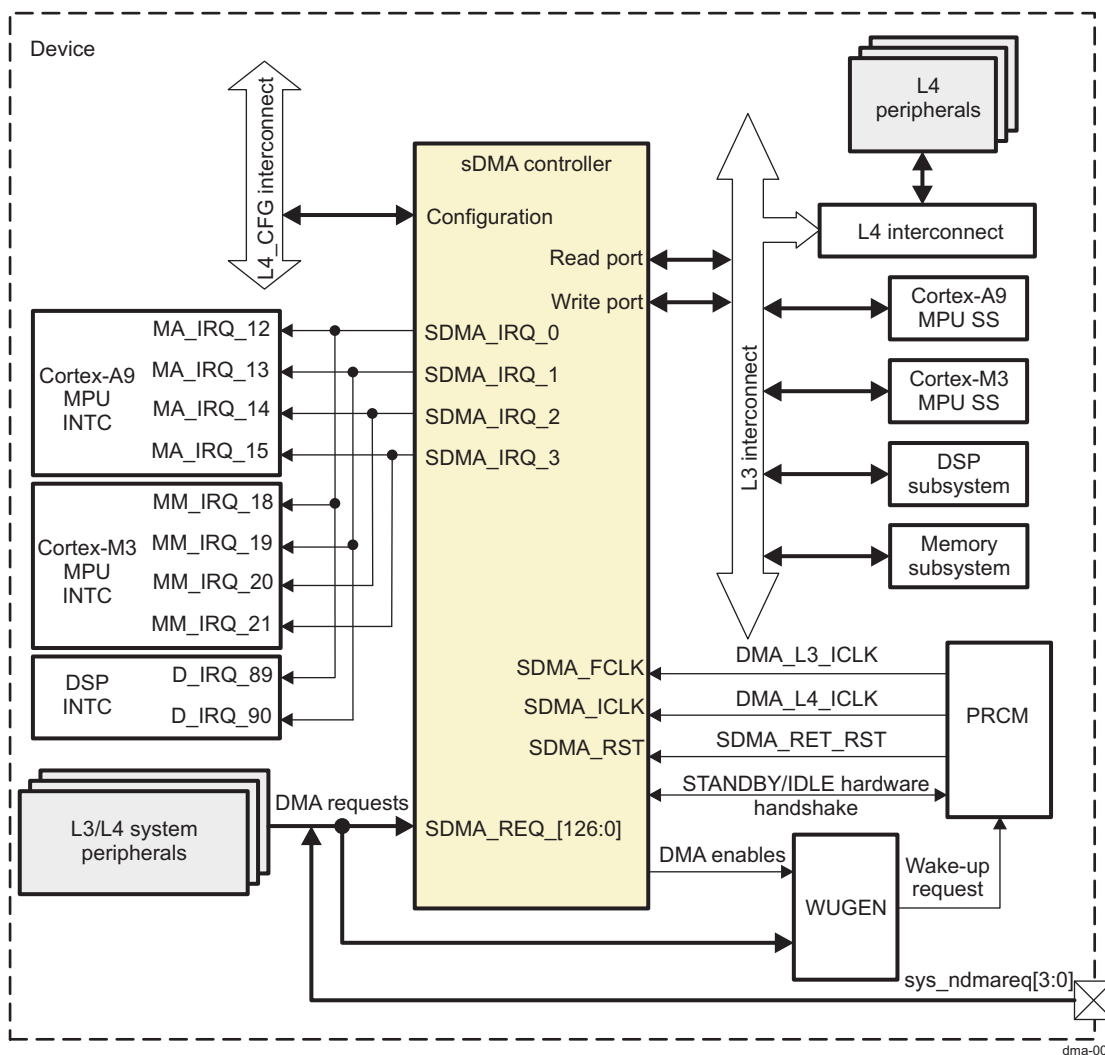 Device
L4_CFG interconnect
L4
peripherals
sDMA controller
Configuration
L4 interconnect
Read port
Write port
L3 interconnect
Cortex-A9
MPU SS
Cortex-M3
MPU SS
DSP
subsystem
Memory
subsystem
Cortex-A9
MPU
INTC
MA_IRQ_12
MA_IRQ_13
MA_IRQ_14
MA_IRQ_15
SDMA_IRQ_0
SDMA_IRQ_1
SDMA_IRQ_2
SDMA_IRQ_3
Cortex-M3
MPU
INTC
MM_IRQ_18
MM_IRQ_19
MM_IRQ_20
MM_IRQ_21
DSP
INTC
D_IRQ_89
D_IRQ_90
SDMA_FCLK
SDMA_ICLK
SDMA_RST
DMA_L3_ICLK
DMA_L4_ICLK
SDMA_RET_RST
STANDBY/IDLE hardware
handshake
PRCM
L3/L4 system
peripherals
DMA requests
SDMA_REQ_[126:0]
DMA enables
WUGEN
Wake-up
request
sys_ndmareq[3:0]